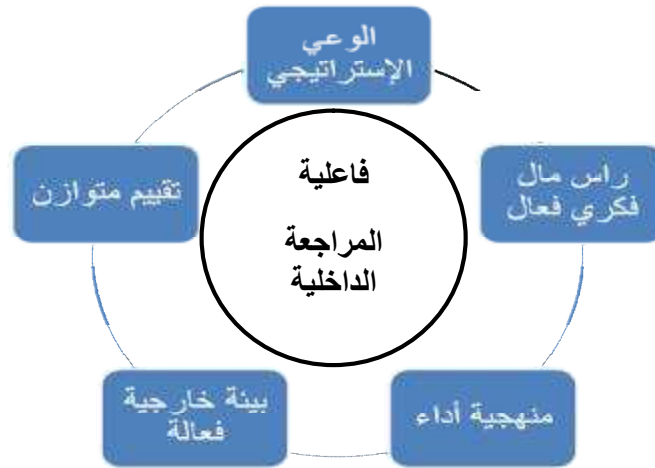 الوعي
الإستراتيجي
راس مال
فكري فعال
منهجية أداء
بيئة خارجية
فعالة
تقييم متوازن
فاعلية
المراجعة
الداخلية